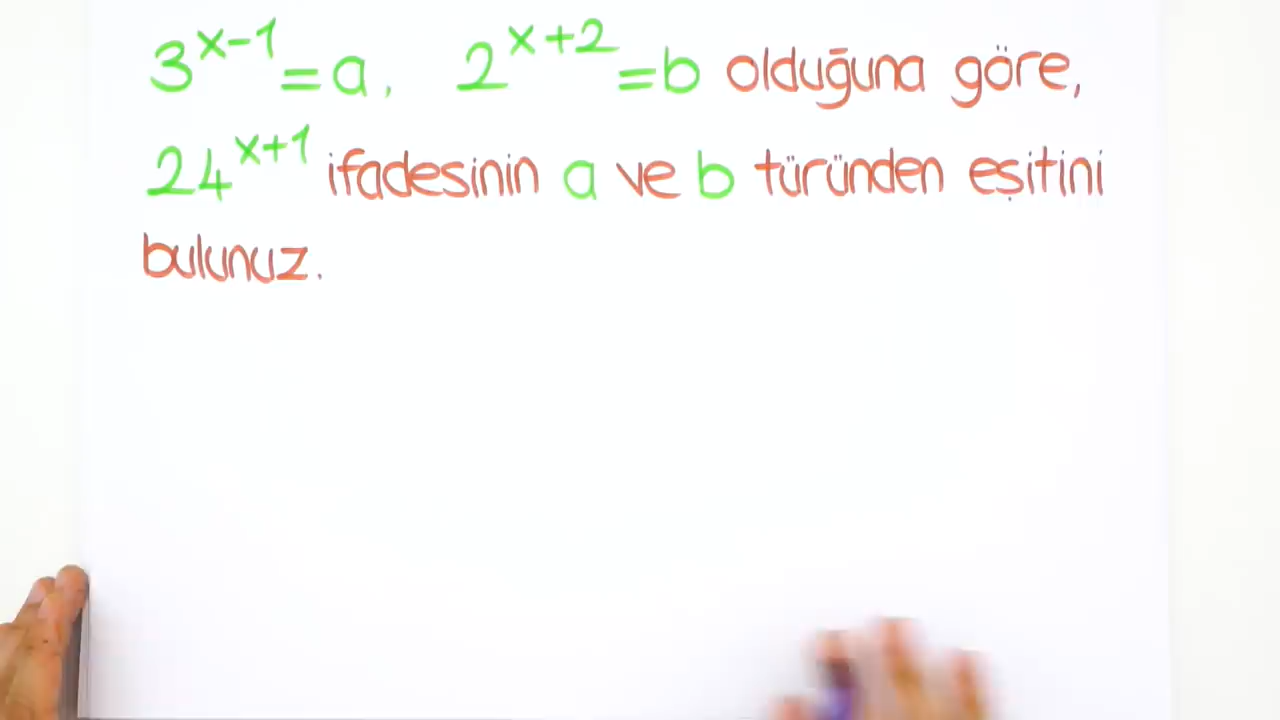 3^{x-1} = a, 2^{x+2} = b olduğuna göre,
24^{x+1} ifadesinin a ve b türünden eşitini
bulunuz.